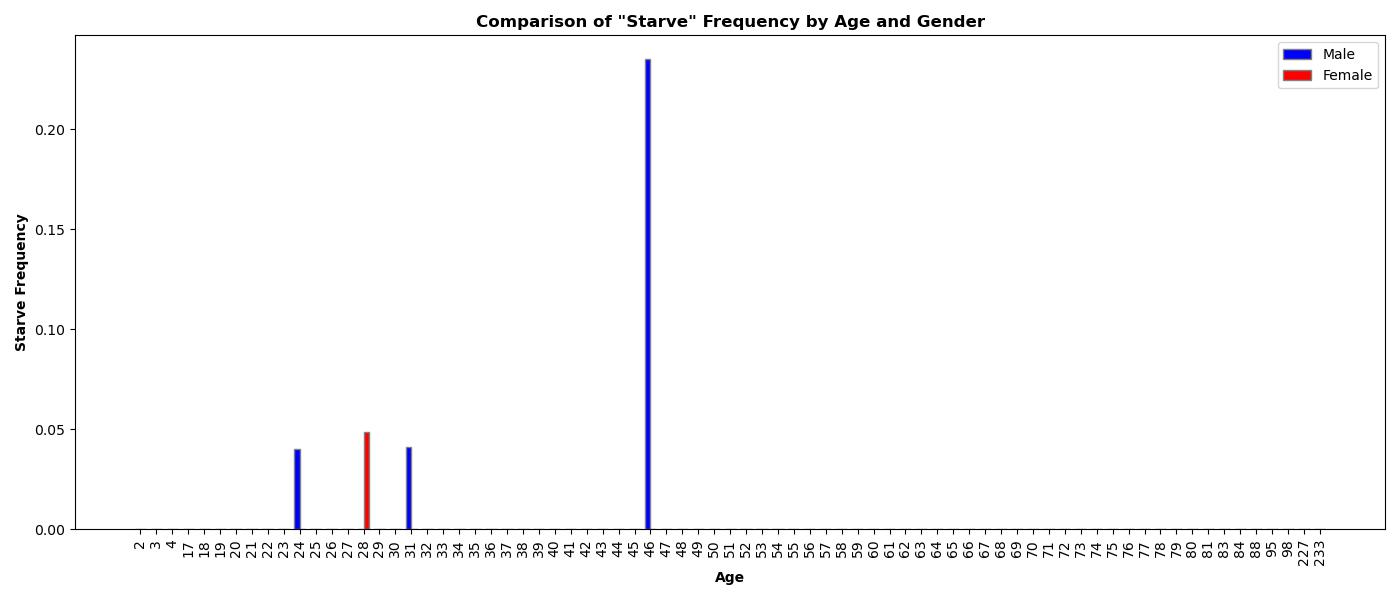 Comparison of "Starve" Frequency by Age and Gender
Male
Female
Starve Frequency
0.20
0.15
0.10
0.05
0.00
2 3 4 17 18 19 20 21 22 23 24 25 26 27 28 29 30 31 32 33 34 35 36 37 38 39 40 41 42 43 44 45 46 47 48 49 50 51 52 53 54 55 56 57 58 59 60 61 62 63 64 65 66 67 68 69 70 71 72 73 74 75 76 77 78 79 80 81 83 84 88 95 98 227 233
Age